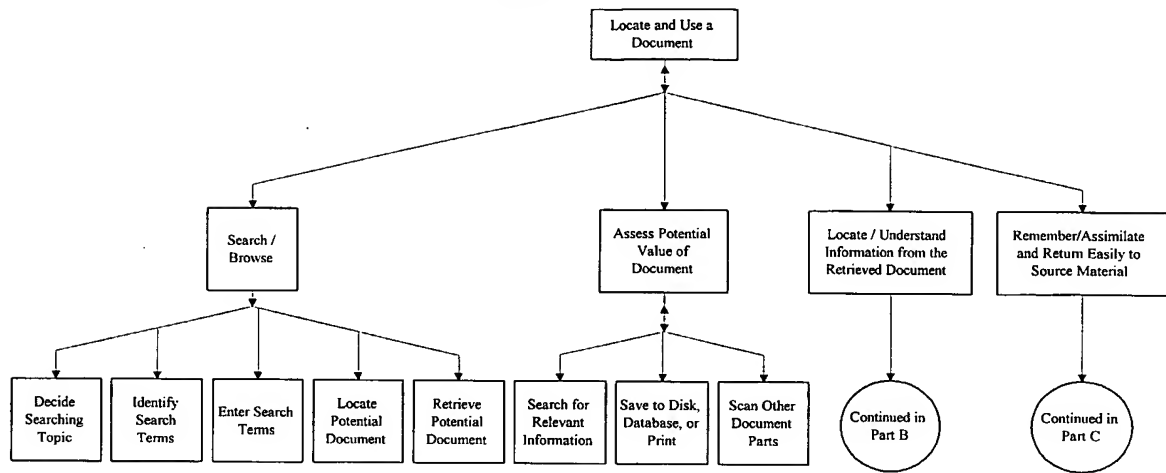 Locate and Use a
Document
Search /
Browse
Assess Potential
Value of
Document
Locate / Understand
Information from the
Retrieved Document
Remember/Assimilate
and Return Easily to
Source Material
Decide
Searching
Topic
Identify
Search
Terms
Enter Search
Terms
Locate
Potential
Document
Retrieve
Potential
Document
Search for
Relevant
Information
Save to Disk,
Database, or
Print
Scan Other
Document
Parts
Continued in
Part B
Continued in
Part C